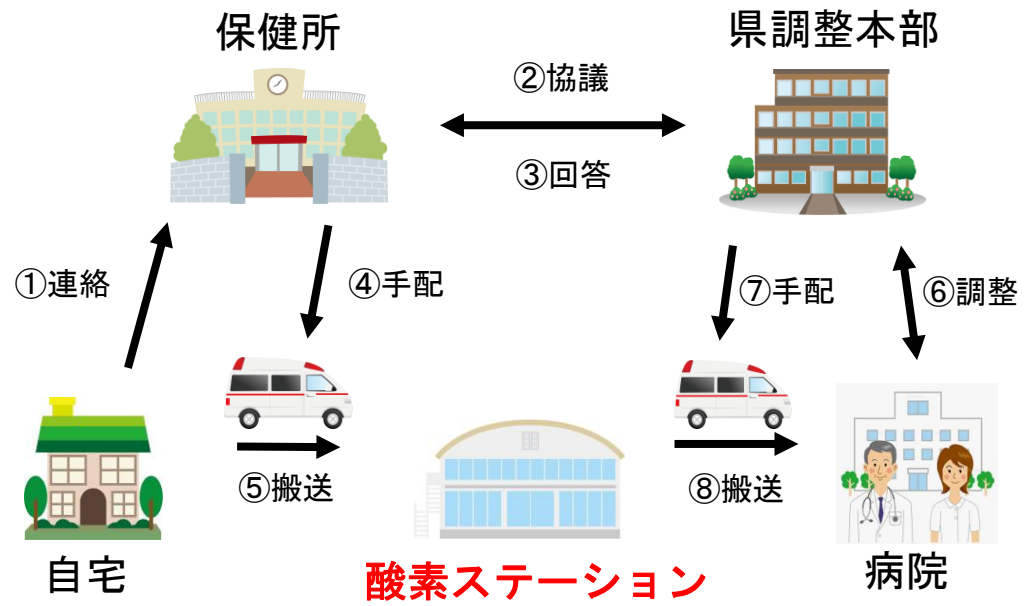 保健所
県調整本部
②協議
③回答
①連絡
④手配
⑦手配
⑥調整
⑤搬送
⑧搬送
自宅
酸素ステーション
病院